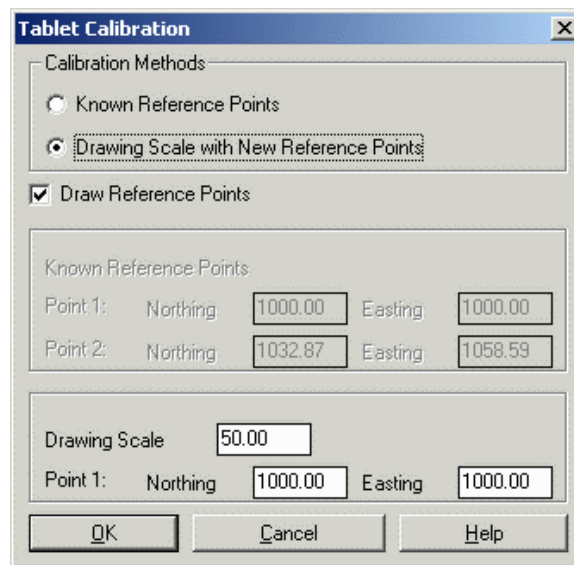 Tablet Calibration
Calibration Methods
Known Reference Points
Drawing Scale with New Reference Points
Draw Reference Points
Known Reference Points
Point 1: Northing 1000.00 Easting 1000.00
Point 2: Northing 1032.87 Easting 1058.59
Drawing Scale 50.00
Point 1: Northing 1000.00 Easting 1000.00
OK Cancel Help